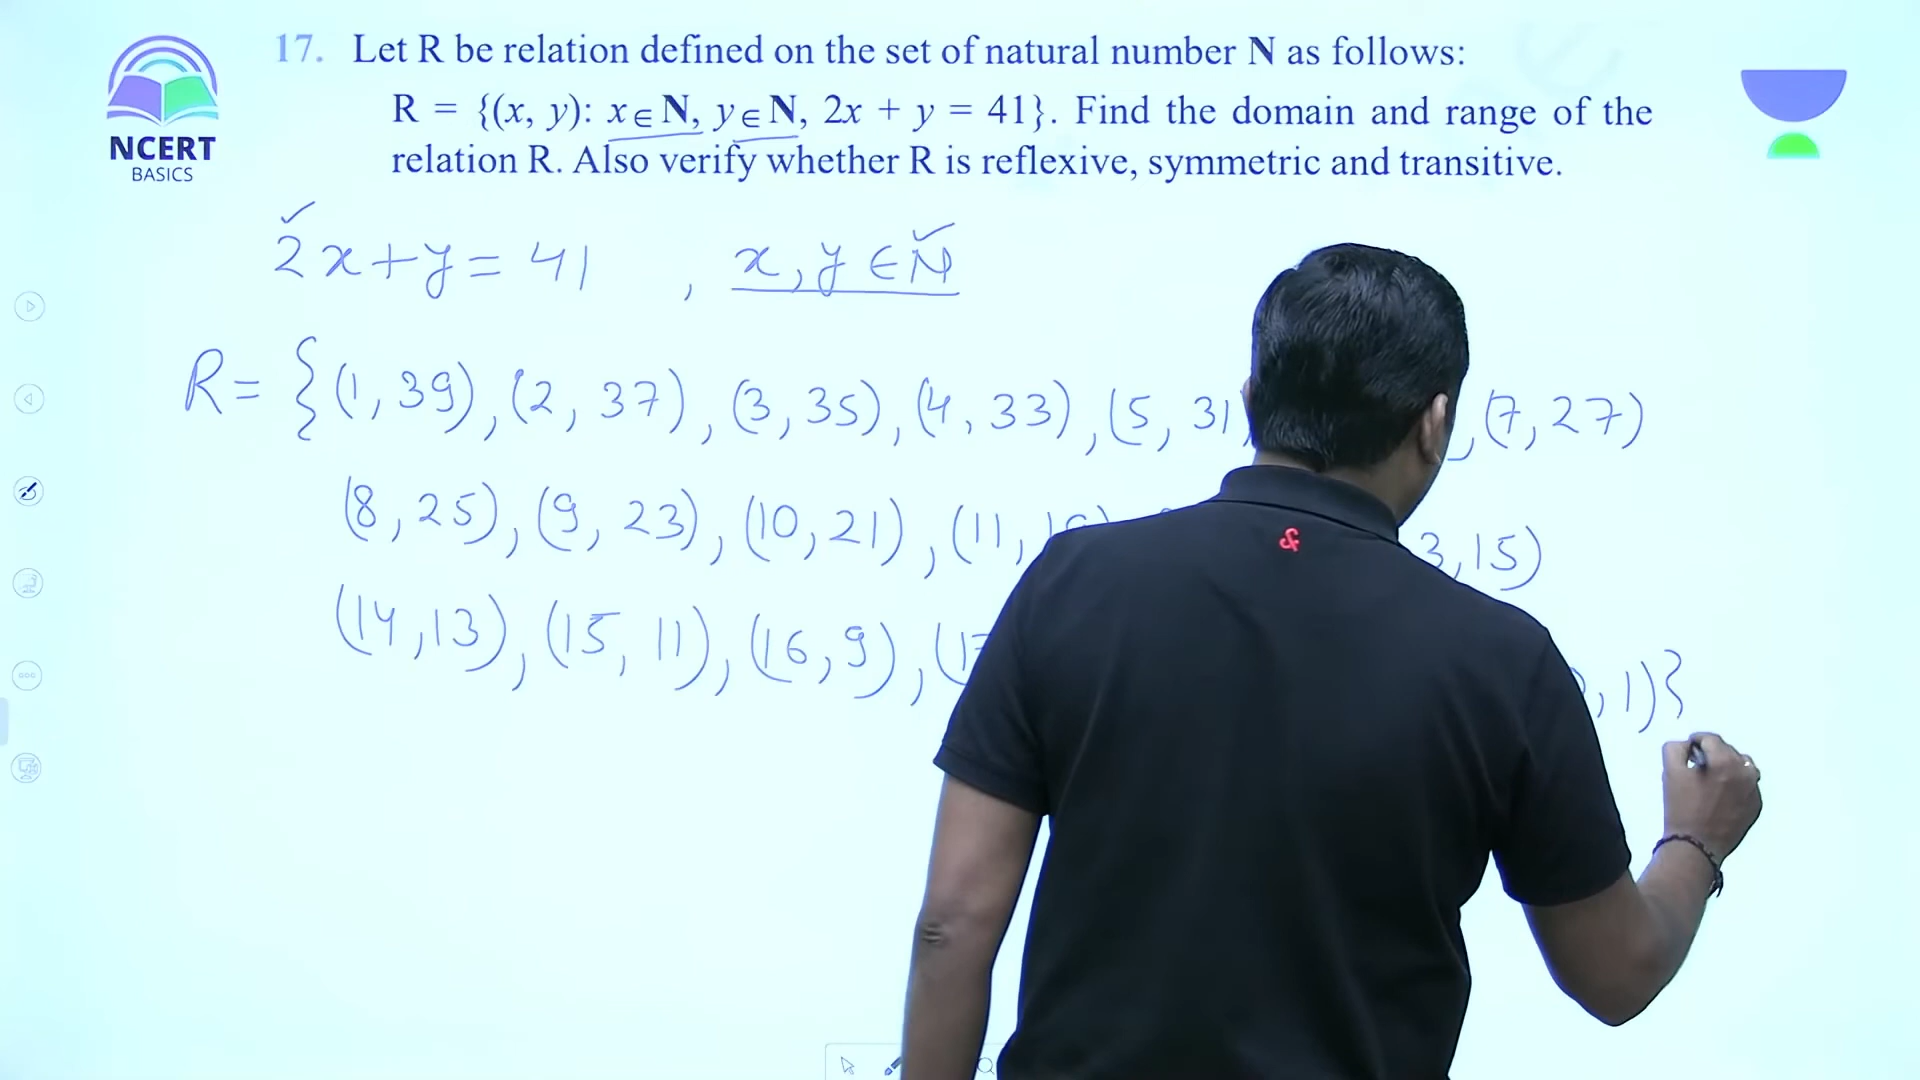 NCERT
BASICS
17. Let R be relation defined on the set of natural number N as follows:
R = {(x, y): x∈N, y∈N, 2x + y = 41}. Find the domain and range of the
relation R. Also verify whether R is reflexive, symmetric and transitive.
2x+y= 41 , x,y ∈ N
R= {(1,39),(2,37),(3,35),(4,33),(5,31) ,(7,27)
(8,25),(9,23),(10,21),(11, 3,15)
(14,13),(15,11),(16,9),(17 ,1)}